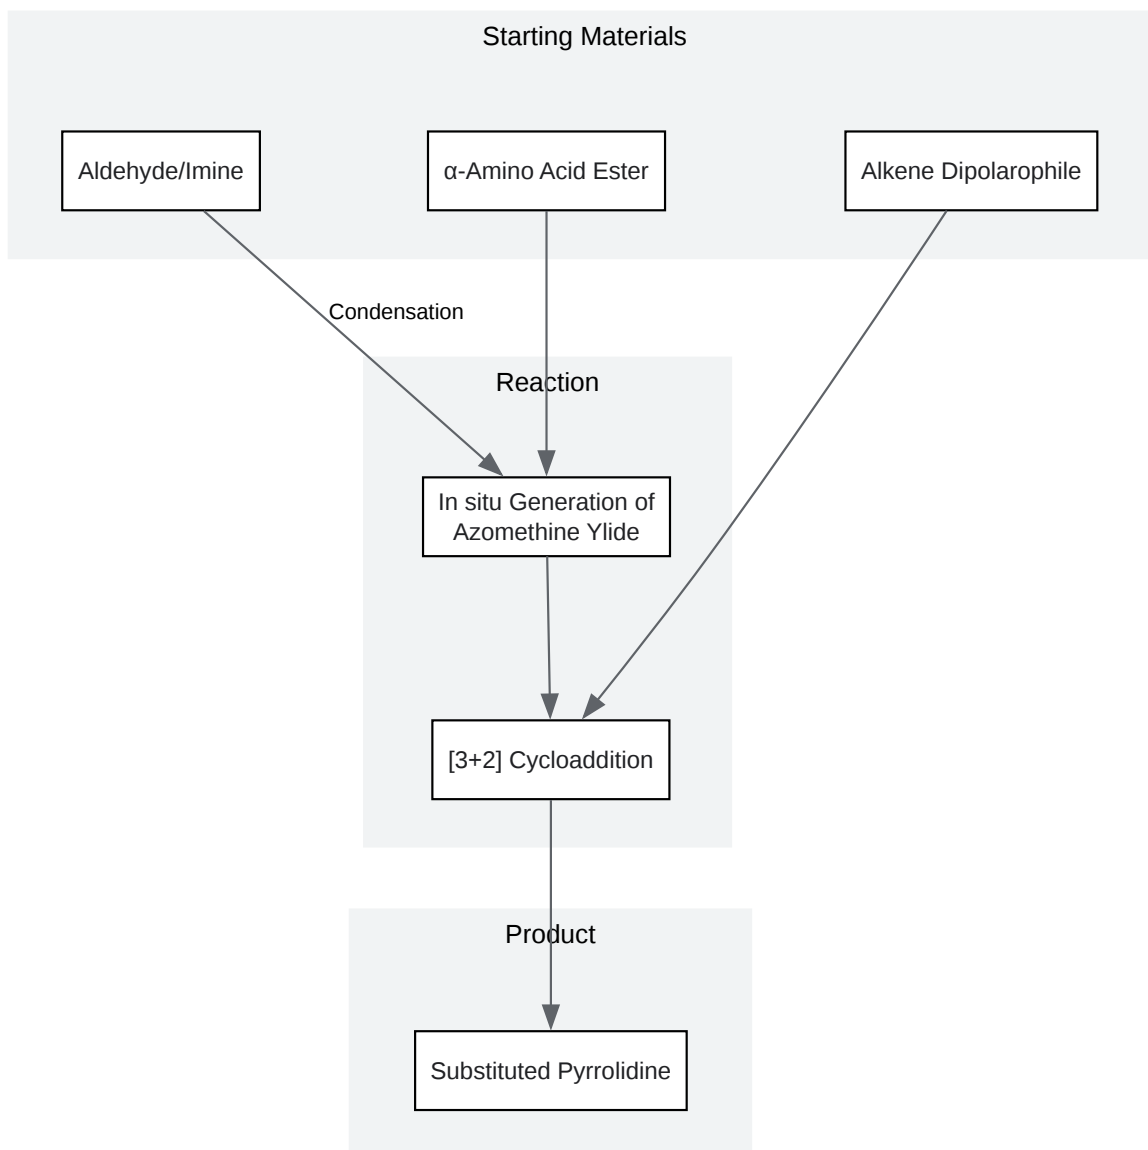 Starting Materials
Aldehyde/Imine
α-Amino Acid Ester
Alkene Dipolarophile
Condensation
Reaction
In situ Generation of
Azomethine Ylide
[3+2] Cycloaddition
Product
Substituted Pyrrolidine